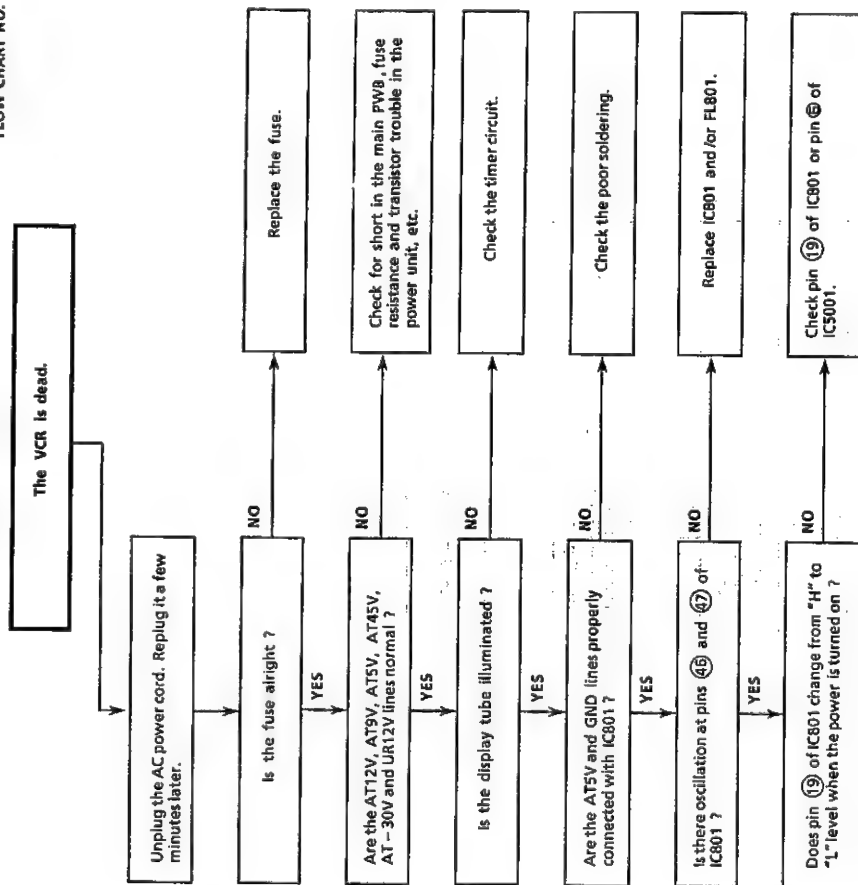 FLOW CHART NO.
The VCR is dead.
Unplug the AC power cord. Replug it a few
minutes later.
Is the fuse alright ?
NO
Replace the fuse.
YES
Are the AT12V, AT9V, AT5V, AT45V,
AT – 30V and UR12V lines normal ?
NO
Check for short in the main PWB, fuse
resistance and transistor trouble in the
power unit, etc.
YES
Is the display tube illuminated ?
NO
Check the timer circuit.
YES
Are the AT5V and GND lines properly
connected with IC801 ?
NO
Check the poor soldering.
YES
Is there oscillation at pins ㊻ and ㊼ of
IC801 ?
NO
Replace IC801 and /or FL801.
YES
Does pin ⑲ of IC801 change from "H" to
"L" level when the power is turned on ?
NO
Check pin ⑲ of IC801 or pin ⑥ of
IC5001.